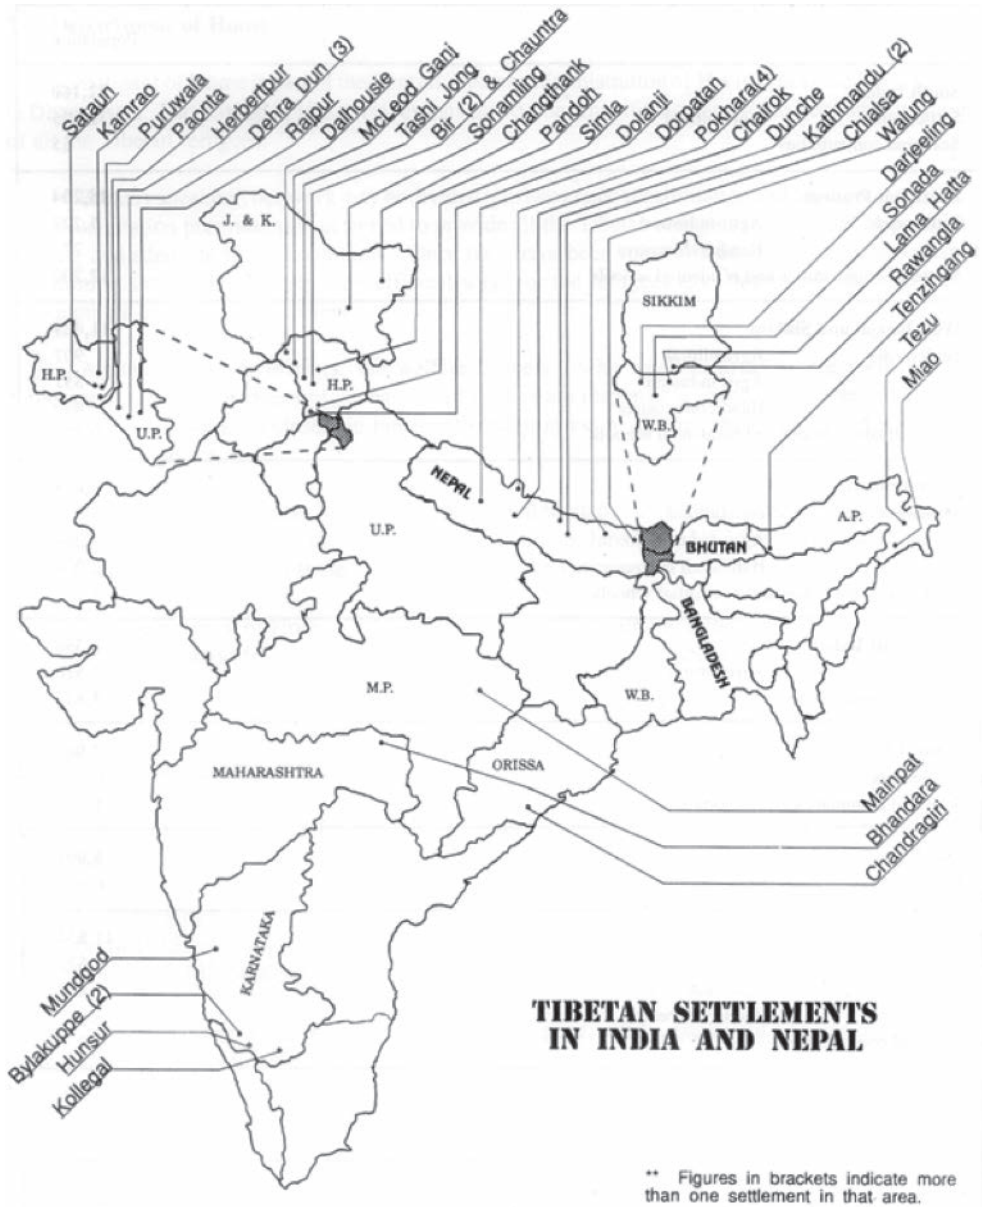 Sataun
Kamrao
Puruwala
Paonta
Herbertpur
Dehra Dun (3)
Raipur
Dalhousie
McLeod Ganj
Tashi Jong
Bir (2) & Chauntra
Sonamling
Changthank
Pandoh
Simla
Dolanji
Dorpatan
Pokhara(4)
Chairok
Dunche
Kathmandu (2)
Chialsa
Walung
Darjeeling
Sonada
Lama Hatta
Rawangla
Tenzingang
Tezu
Miao
J. & K.
SIKKIM
H.P.
H.P.
U.P.
W.B.
NEPAL
U.P.
A.P.
BHUTAN
BANGLADESH
M.P.
W.B.
MAHARASHTRA
ORISSA
Mainpat
Bhandara
Chandragiri
KARNATAKA
Mundgod
Bylakuppe (2)
Hunsur
Kollegal
TIBETAN SETTLEMENTS
IN INDIA AND NEPAL
** Figures in brackets indicate more
than one settlement in that area.